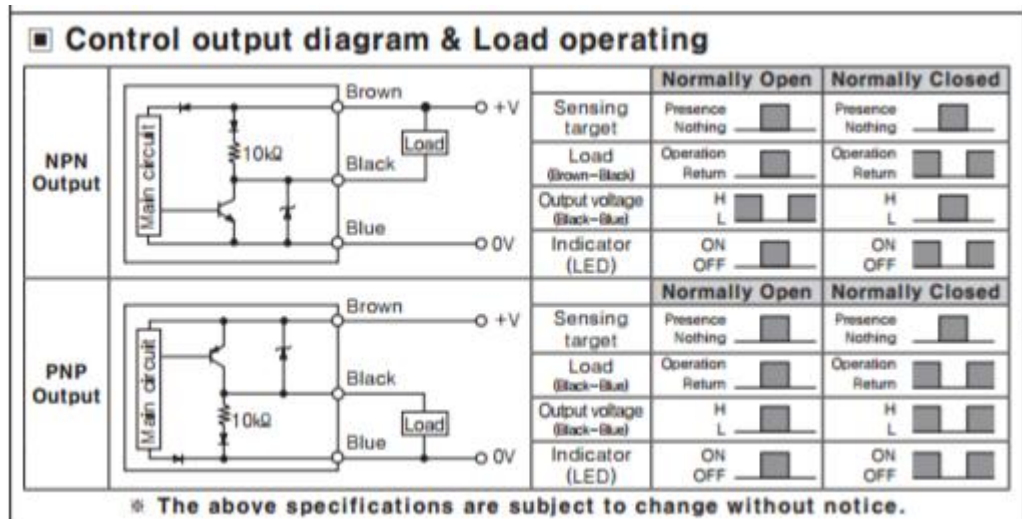 Control output diagram & Load operating
NPN Output
Main circuit
10kΩ
Brown
Black
Blue
Load
+V
0V
Normally Open
Normally Closed
Sensing target
Presence
Nothing
Presence
Nothing
Load
(Brown-Black)
Operation
Return
Operation
Return
Output voltage
(Black-Blue)
H
L
H
L
Indicator
(LED)
ON
OFF
ON
OFF
PNP Output
Main circuit
10kΩ
Brown
Black
Blue
Load
+V
0V
Normally Open
Normally Closed
Sensing target
Presence
Nothing
Presence
Nothing
Load
(Black-Blue)
Operation
Return
Operation
Return
Output voltage
(Black-Blue)
H
L
H
L
Indicator
(LED)
ON
OFF
ON
OFF
※ The above specifications are subject to change without notice.